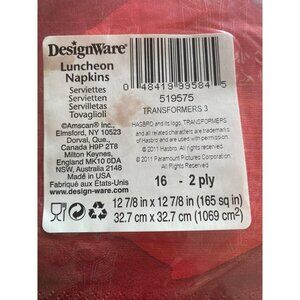 DesignWare®
Luncheon
Napkins
Serviettes
Servietten
Servilletas
Tovaglioli
©Amscan Inc.,
Elmsford, NY 10523
Dorval, Que.,
Canada H9P 2T8
Milton Keynes,
England MK10 0DA
NSW, Australia 2148
Made in USA
Fabriqué aux États-Unis
www.design-ware.com
0 48419 99584 5
519575
TRANSFORMERS 3
HASBRO and its logo, TRANSFORMERS
and all related characters are trademarks
of Hasbro and are used with permission.
© 2011 Hasbro. All Rights Reserved.
© 2011 Paramount Pictures Corporation.
All Rights Reserved.
16 - 2 ply
12 7/8 in x 12 7/8 in (165 sq in)
32.7 cm x 32.7 cm (1069 cm²)